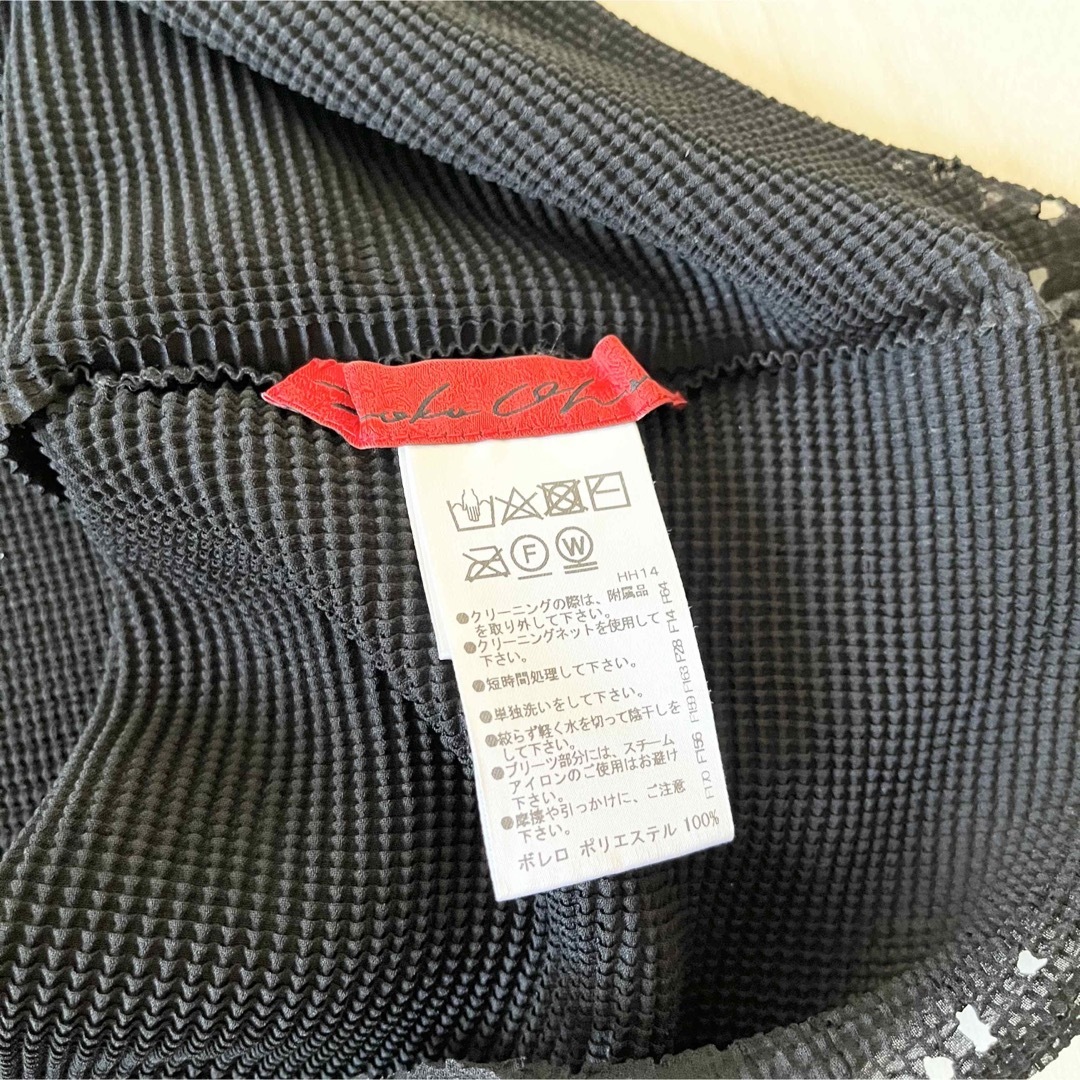 F
W
HH14
●クリーニングの際は、附属品
を取り外して下さい。
●クリーニングネットを使用して
下さい。
●短時間処理して下さい。
●単独洗いをして下さい。
●絞らず軽く水を切って陰干しを
して下さい。
●プリーツ部分には、スチーム
アイロンのご使用はお避け
下さい。
●摩擦や引っかけに、ご注意
下さい。
ボレロ ポリエステル 100%
F28 F14 F64